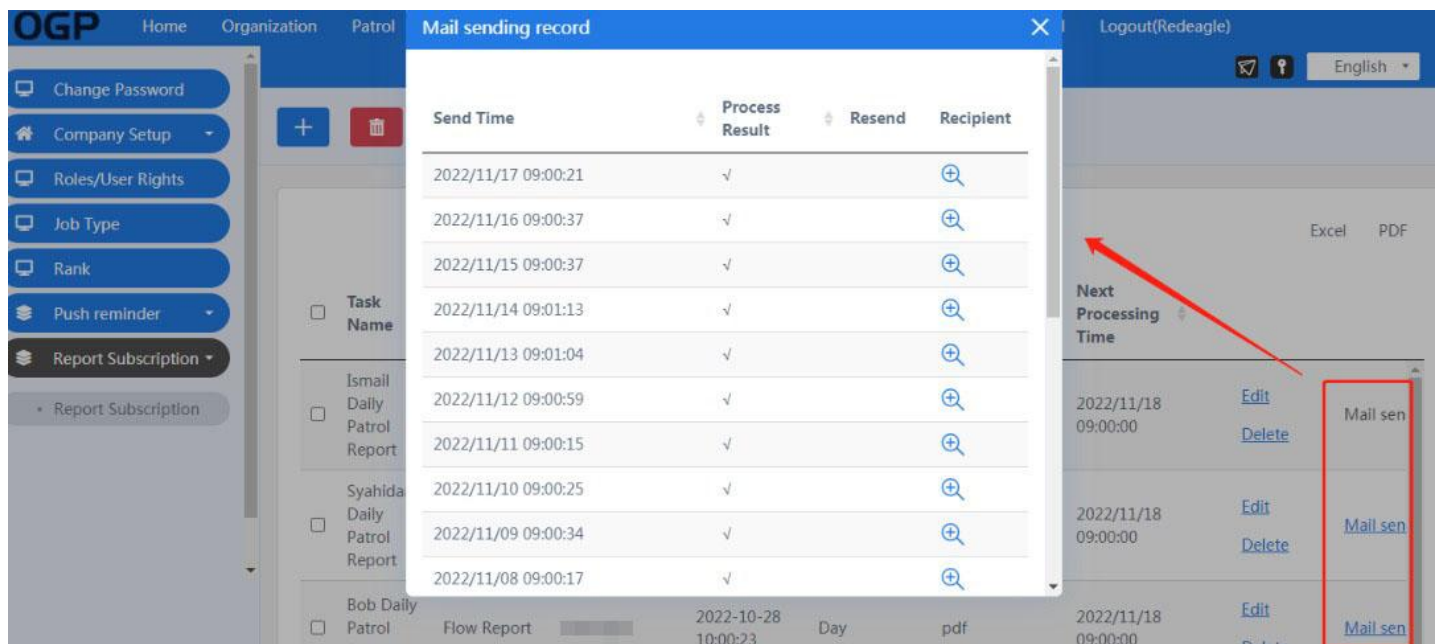 OGP Home Organization Patrol Mail sending record Logout(Redeagle)
English
Change Password
Company Setup
Roles/User Rights
Job Type
Rank
Push reminder
Report Subscription
Report Subscription
Send Time Process Result Resend Recipient
2022/11/17 09:00:21 √
2022/11/16 09:00:37 √
2022/11/15 09:00:37 √
2022/11/14 09:01:13 √
2022/11/13 09:01:04 √
2022/11/12 09:00:59 √
2022/11/11 09:00:15 √
2022/11/10 09:00:25 √
2022/11/09 09:00:34 √
2022/11/08 09:00:17 √
Excel PDF
Task
Name
Next
Processing
Time
Ismail
Daily
Patrol
Report
2022/11/18
09:00:00
Edit
Delete
Mail sen
Syahida
Daily
Patrol
Report
2022/11/18
09:00:00
Edit
Delete
Mail sen
Bob Daily
Patrol
Flow Report
2022-10-28
10:00:23
Day
pdf
2022/11/18
09:00:00
Edit
Mail sen